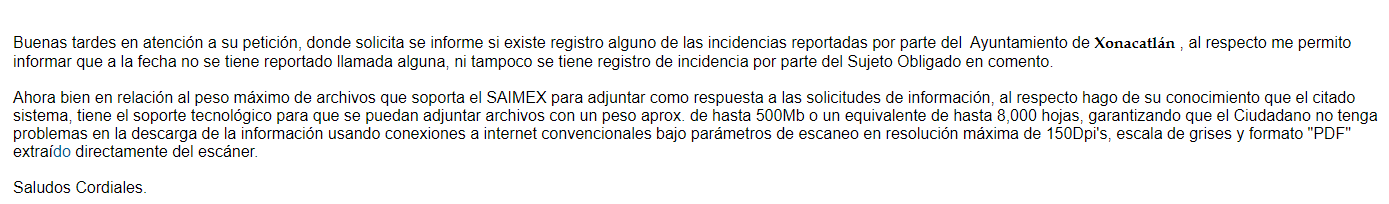 Buenas tardes en atención a su petición, donde solicita se informe si existe registro alguno de las incidencias reportadas por parte del Ayuntamiento de Xonacatlán , al respecto me permito
informar que a la fecha no se tiene reportado llamada alguna, ni tampoco se tiene registro de incidencia por parte del Sujeto Obligado en comento.
Ahora bien en relación al peso máximo de archivos que soporta el SAIMEX para adjuntar como respuesta a las solicitudes de información, al respecto hago de su conocimiento que el citado
sistema, tiene el soporte tecnológico para que se puedan adjuntar archivos con un peso aprox. de hasta 500Mb o un equivalente de hasta 8,000 hojas, garantizando que el Ciudadano no tenga
problemas en la descarga de la información usando conexiones a internet convencionales bajo parámetros de escaneo en resolución máxima de 150Dpi's, escala de grises y formato "PDF"
extraído directamente del escáner.
Saludos Cordiales.